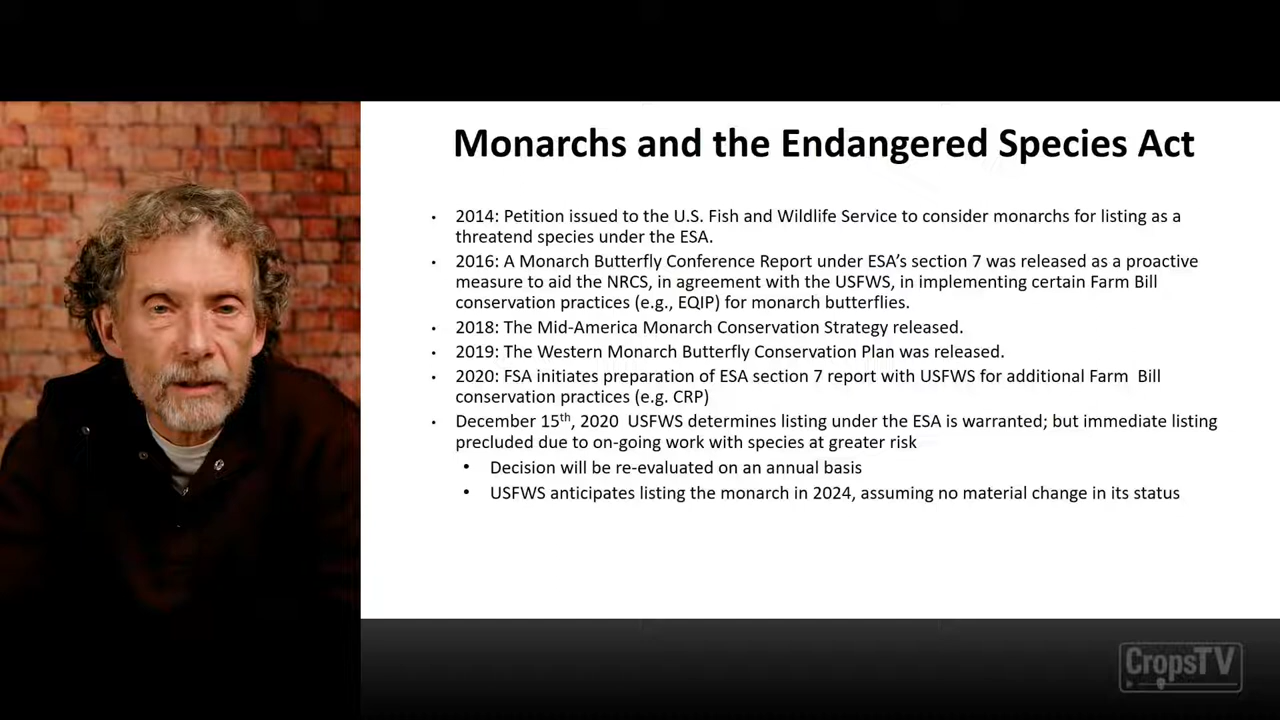 Monarchs and the Endangered Species Act
• 2014: Petition issued to the U.S. Fish and Wildlife Service to consider monarchs for listing as a
threatend species under the ESA.
• 2016: A Monarch Butterfly Conference Report under ESA’s section 7 was released as a proactive
measure to aid the NRCS, in agreement with the USFWS, in implementing certain Farm Bill
conservation practices (e.g., EQIP) for monarch butterflies.
• 2018: The Mid-America Monarch Conservation Strategy released.
• 2019: The Western Monarch Butterfly Conservation Plan was released.
• 2020: FSA initiates preparation of ESA section 7 report with USFWS for additional Farm Bill
conservation practices (e.g. CRP)
• December 15th, 2020 USFWS determines listing under the ESA is warranted; but immediate listing
precluded due to on-going work with species at greater risk
• Decision will be re-evaluated on an annual basis
• USFWS anticipates listing the monarch in 2024, assuming no material change in its status
CropsTV